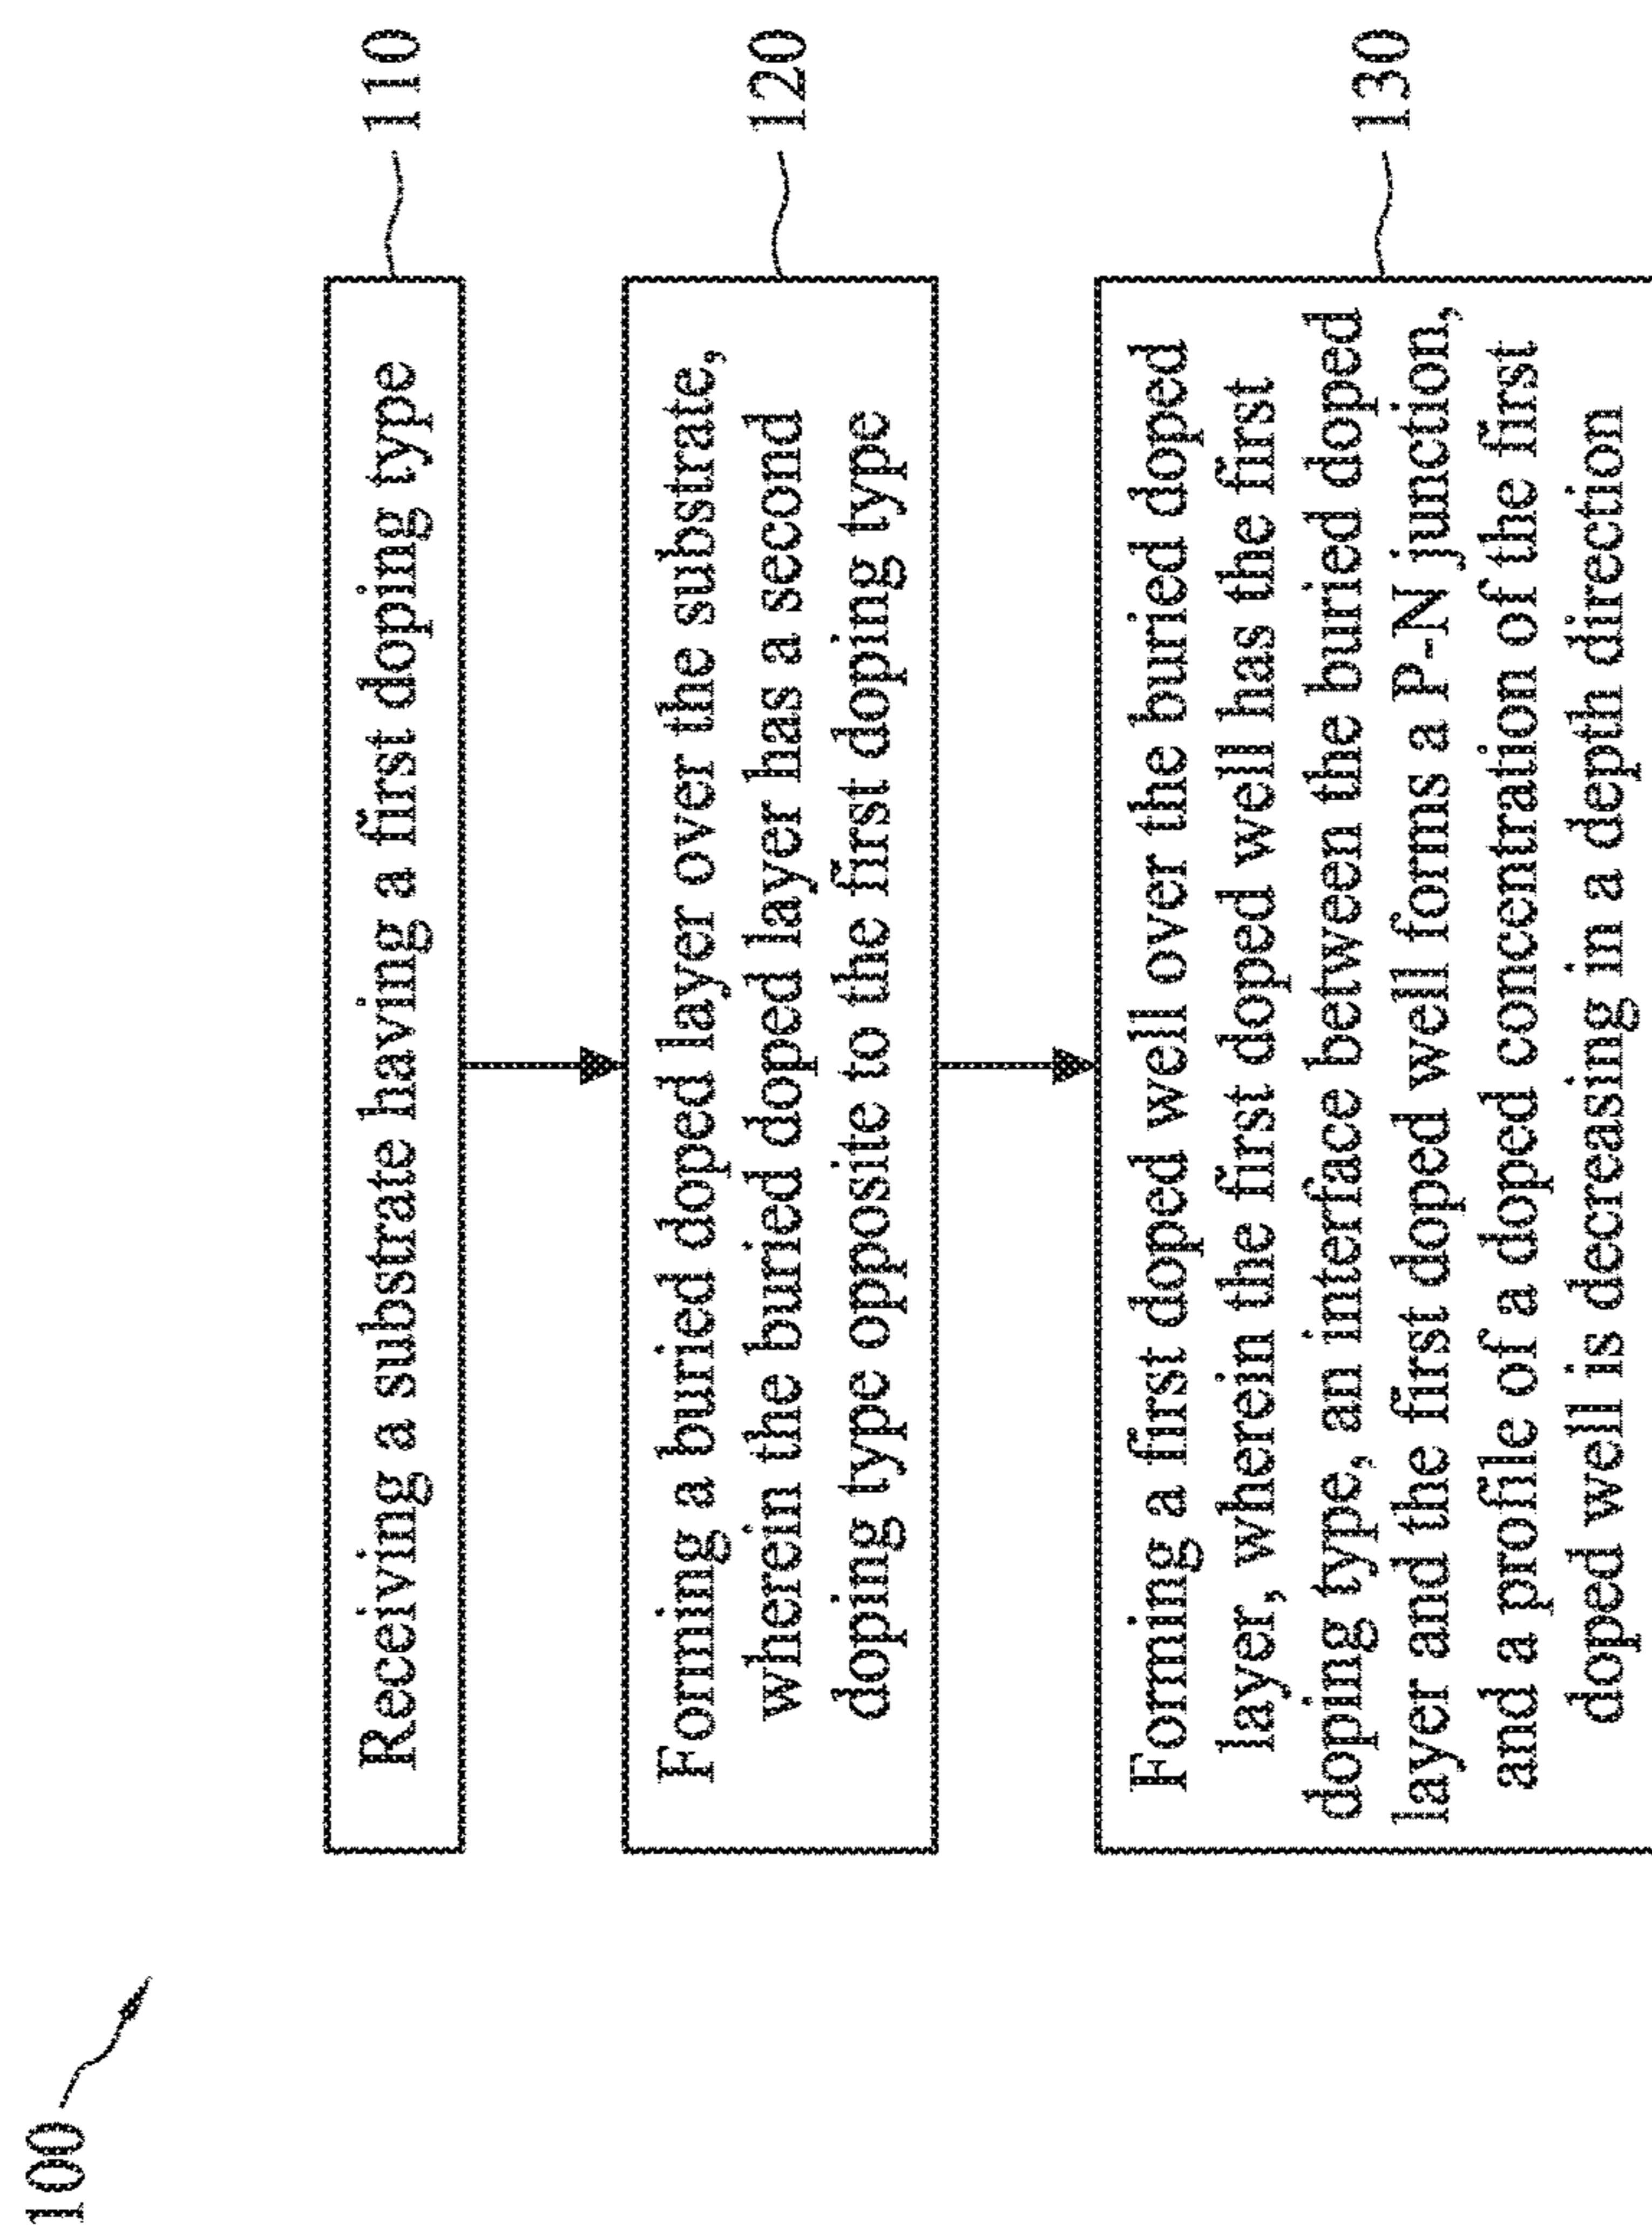 100
Receiving a substrate having a first doping type
110
Forming a buried doped layer over the substrate,
wherein the buried doped layer has a second
doping type opposite to the first doping type
120
Forming a first doped well over the buried doped
layer, wherein the first doped well has the first
doping type, an interface between the buried doped
layer and the first doped well forms a P-N junction,
and a profile of a doped concentration of the first
doped well is decreasing in a depth direction
130